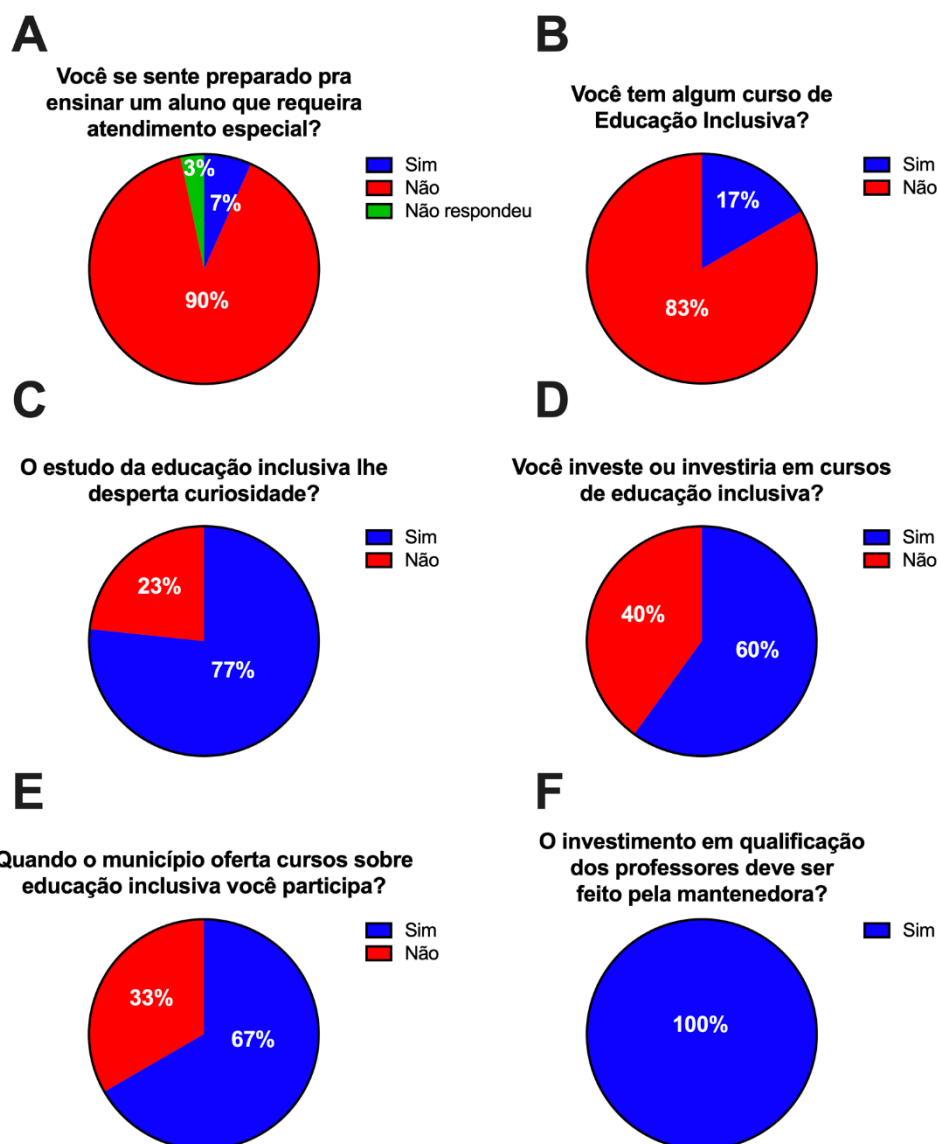 A
Você se sente preparado pra
ensinar um aluno que requeira
atendimento especial?
Sim
Não
Não respondeu
3%
7%
90%
B
Você tem algum curso de
Educação Inclusiva?
Sim
Não
17%
83%
C
O estudo da educação inclusiva lhe
desperta curiosidade?
Sim
Não
23%
77%
D
Você investe ou investiria em cursos
de educação inclusiva?
Sim
Não
40%
60%
E
Quando o município oferta cursos sobre
educação inclusiva você participa?
Sim
Não
33%
67%
F
O investimento em qualificação
dos professores deve ser
feito pela mantenedora?
Sim
100%